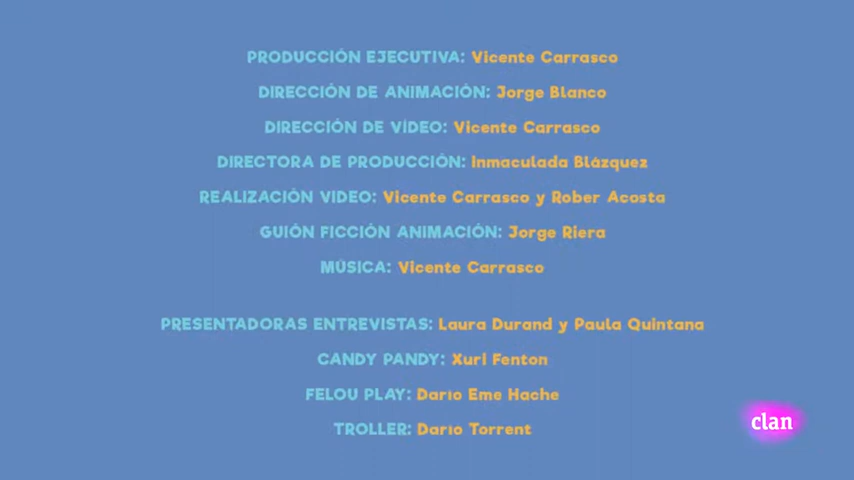 PRODUCCIÓN EJECUTIVA: Vicente Carrasco
DIRECCIÓN DE ANIMACIÓN: Jorge Blanco
DIRECCIÓN DE VÍDEO: Vicente Carrasco
DIRECTORA DE PRODUCCIÓN: Inmaculada Blázquez
REALIZACIÓN VIDEO: Vicente Carrasco y Rober Acosta
GUIÓN FICCIÓN ANIMACIÓN: Jorge Riera
MÚSICA: Vicente Carrasco
PRESENTADORAS ENTREVISTAS: Laura Durand y Paula Quintana
CANDY PANDY: Xuri Fenton
FELOU PLAY: Darío Eme Hache
TROLLER: Darío Torrent
clan